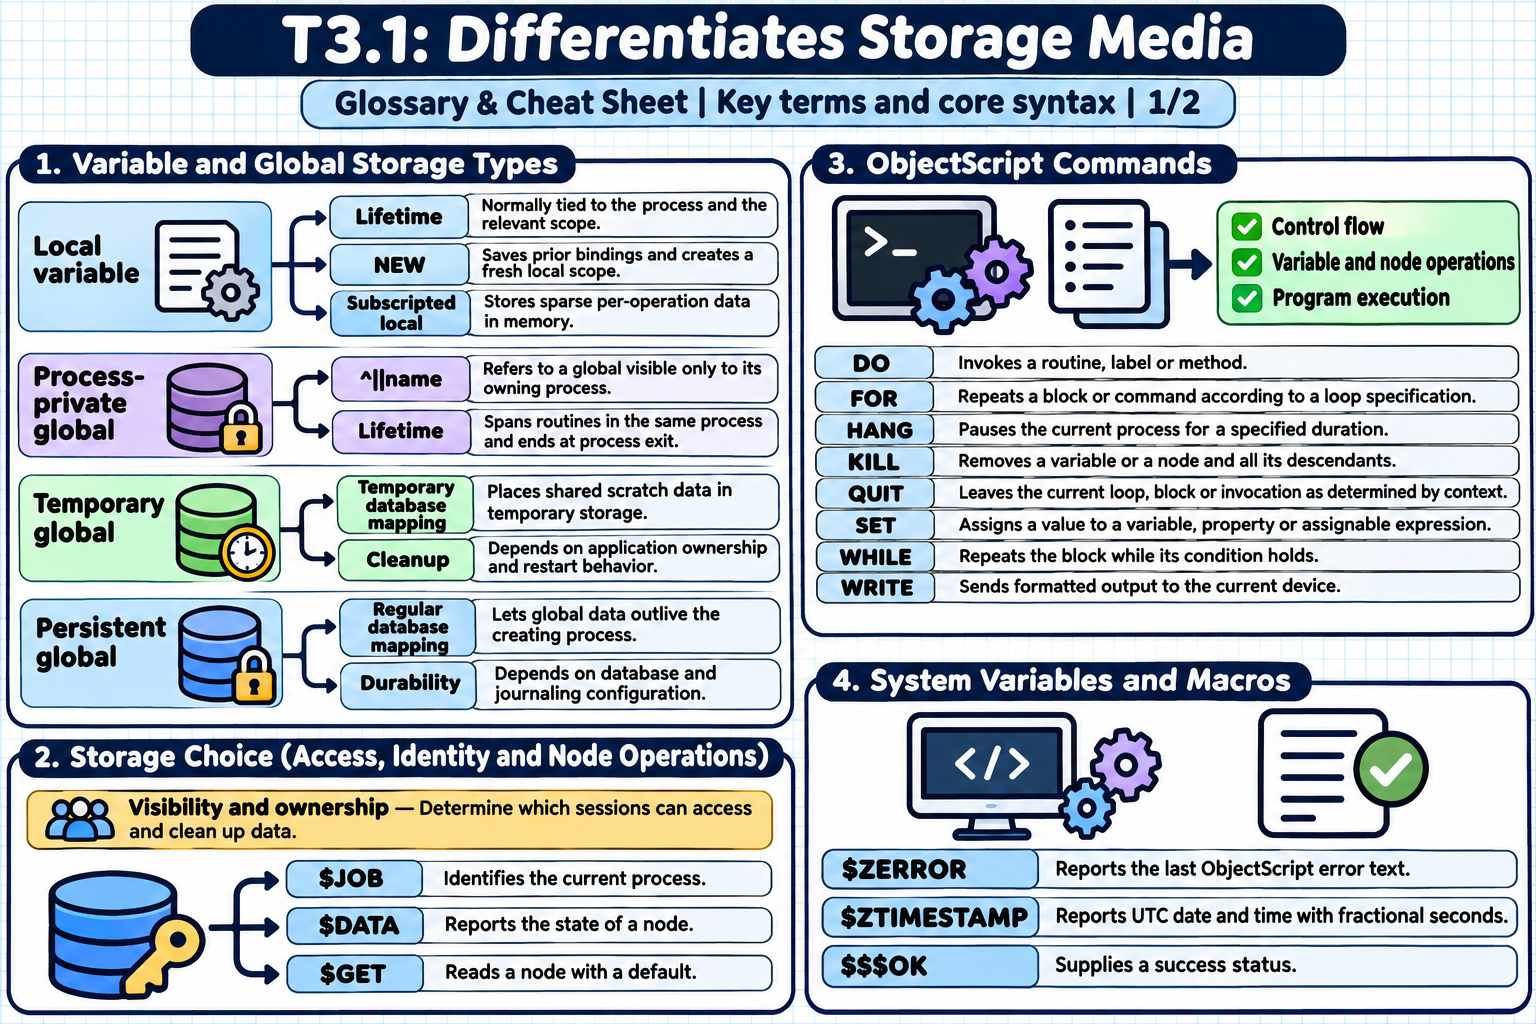 T3.1: Differentiates Storage Media
Glossary & Cheat Sheet | Key terms and core syntax | 1/2
1. Variable and Global Storage Types
Local
variable
Lifetime
Normally tied to the process and the
relevant scope.
NEW
Saves prior bindings and creates a
fresh local scope.
Subscripted
local
Stores sparse per-operation data
in memory.
Process-
private
global
^||name
Refers to a global visible only to its
owning process.
Lifetime
Spans routines in the same process
and ends at process exit.
Temporary
global
Temporary
database
mapping
Places shared scratch data in
temporary storage.
Cleanup
Depends on application ownership
and restart behavior.
Persistent
global
Regular
database
mapping
Lets global data outlive the
creating process.
Durability
Depends on database and
journaling configuration.
2. Storage Choice (Access, Identity and Node Operations)
Visibility and ownership — Determine which sessions can access
and clean up data.
$JOB
Identifies the current process.
$DATA
Reports the state of a node.
$GET
Reads a node with a default.
3. ObjectScript Commands
>_
Control flow
Variable and node operations
Program execution
DO
Invokes a routine, label or method.
FOR
Repeats a block or command according to a loop specification.
HANG
Pauses the current process for a specified duration.
KILL
Removes a variable or a node and all its descendants.
QUIT
Leaves the current loop, block or invocation as determined by context.
SET
Assigns a value to a variable, property or assignable expression.
WHILE
Repeats the block while its condition holds.
WRITE
Sends formatted output to the current device.
4. System Variables and Macros
</>
$ZERROR
Reports the last ObjectScript error text.
$ZTIMESTAMP
Reports UTC date and time with fractional seconds.
$$$OK
Supplies a success status.